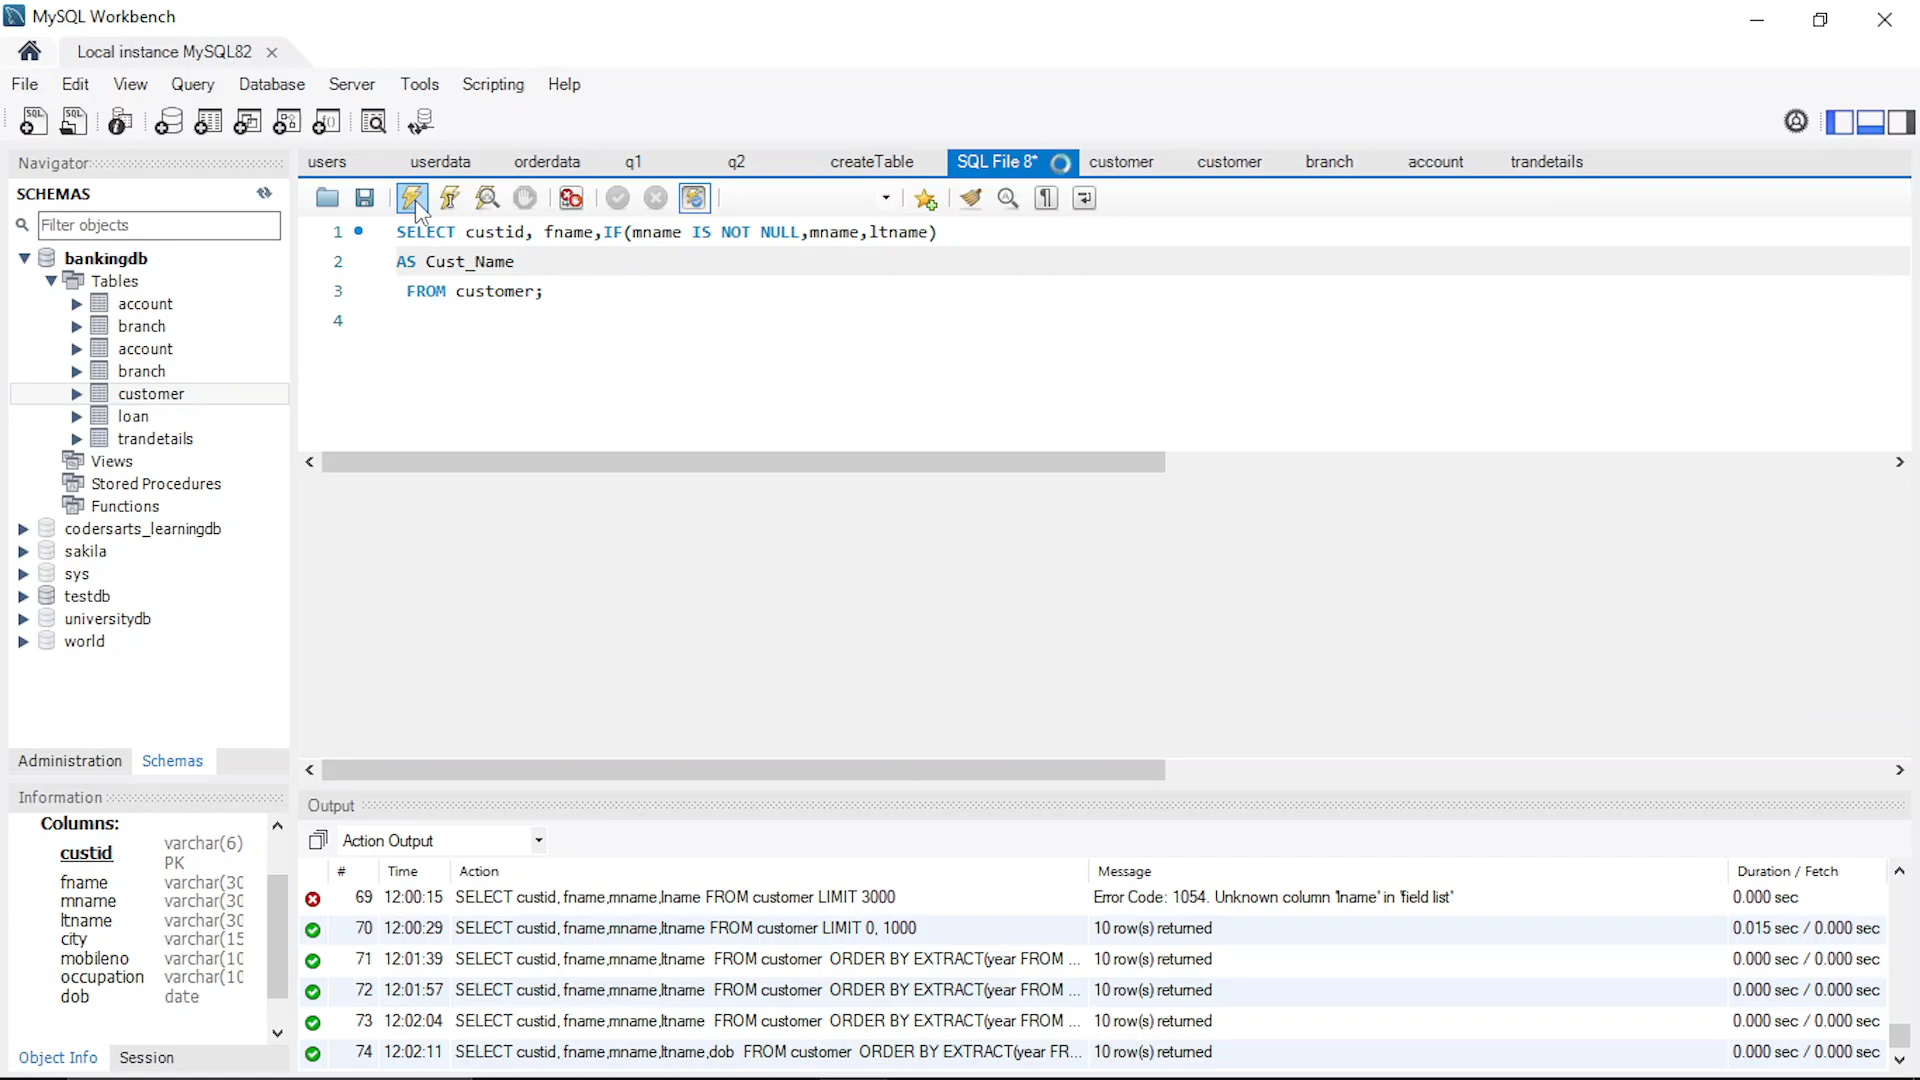 MySQL Workbench
Local instance MySQL82
File Edit View Query Database Server Tools Scripting Help
Navigator
SCHEMAS
Filter objects
bankingdb
Tables
account
branch
account
branch
customer
loan
trandetails
Views
Stored Procedures
Functions
codersarts_learningdb
sakila
sys
testdb
universitydb
world
Administration Schemas
Information
Columns:
custid varchar(6)
PK
fname varchar(30
mname varchar(30
ltname varchar(30
city varchar(15
mobileno varchar(10
occupation varchar(10
dob date
Object Info Session
users userdata orderdata q1 q2 createTable SQL File 8* customer customer branch account trandetails
1 SELECT custid, fname,IF(mname IS NOT NULL,mname,ltname)
2 AS Cust_Name
3 FROM customer;
4
Output
Action Output
# Time Action Message Duration / Fetch
69 12:00:15 SELECT custid, fname,mname,lname FROM customer LIMIT 3000 Error Code: 1054. Unknown column 'lname' in 'field list' 0.000 sec
70 12:00:29 SELECT custid, fname,mname,ltname FROM customer LIMIT 0, 1000 10 row(s) returned 0.015 sec / 0.000 sec
71 12:01:39 SELECT custid, fname,mname,ltname FROM customer ORDER BY EXTRACT(year FROM ... 10 row(s) returned 0.000 sec / 0.000 sec
72 12:01:57 SELECT custid, fname,mname,ltname FROM customer ORDER BY EXTRACT(year FROM ... 10 row(s) returned 0.000 sec / 0.000 sec
73 12:02:04 SELECT custid, fname,mname,ltname FROM customer ORDER BY EXTRACT(year FROM ... 10 row(s) returned 0.000 sec / 0.000 sec
74 12:02:11 SELECT custid, fname,mname,ltname,dob FROM customer ORDER BY EXTRACT(year FR... 10 row(s) returned 0.000 sec / 0.000 sec